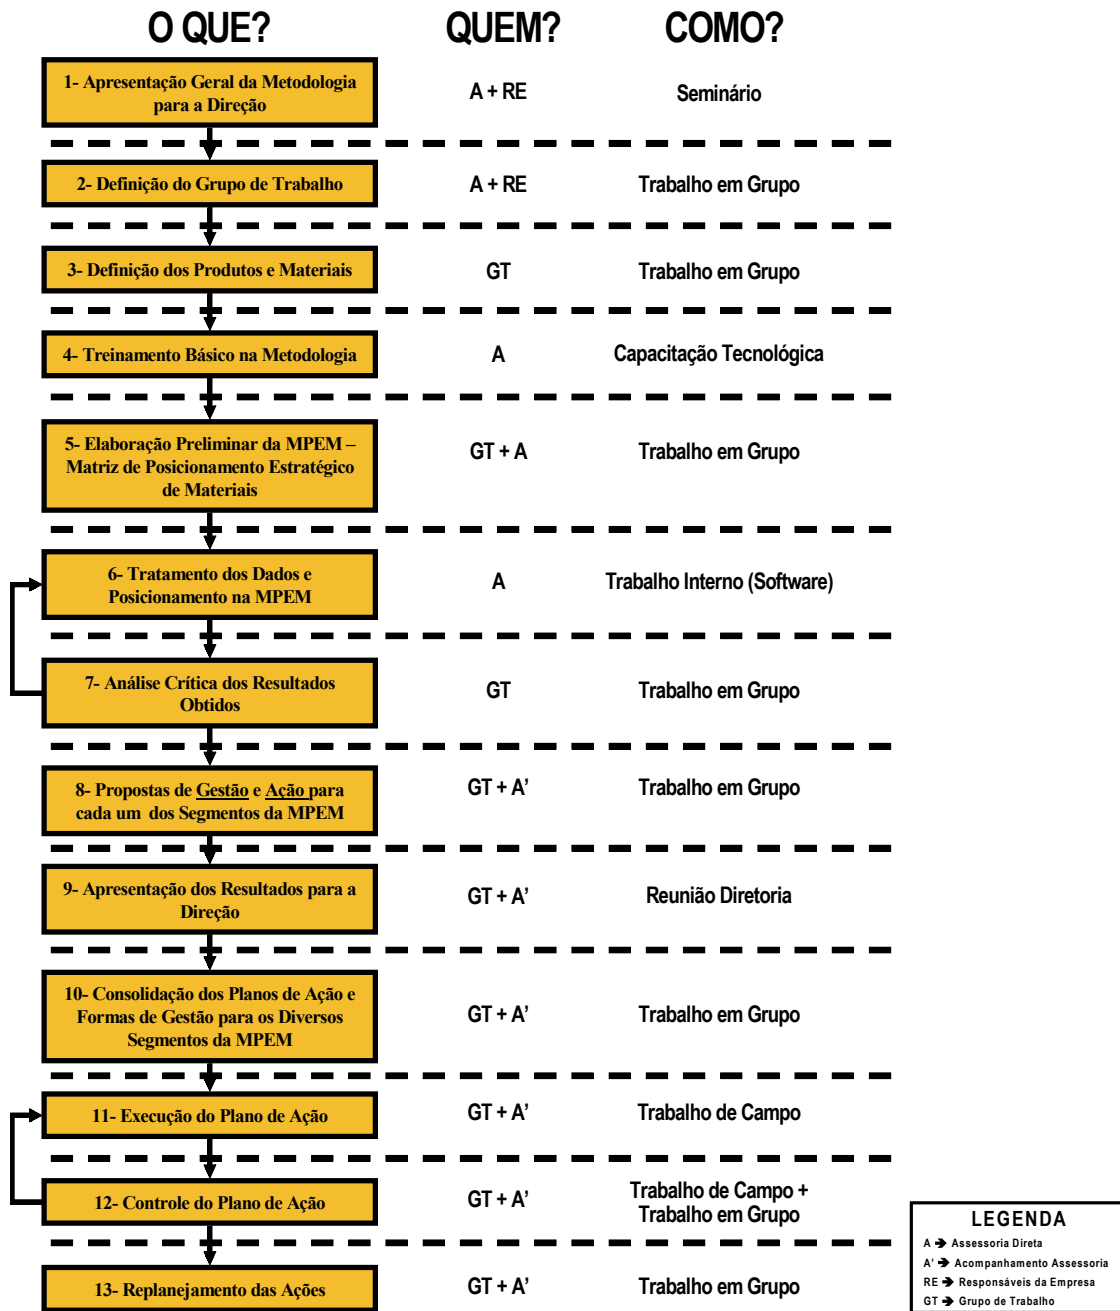 O QUE? QUEM? COMO?
1- Apresentação Geral da Metodologia
para a Direção
A + RE
Seminário
2- Definição do Grupo de Trabalho
A + RE
Trabalho em Grupo
3- Definição dos Produtos e Materiais
GT
Trabalho em Grupo
4- Treinamento Básico na Metodologia
A
Capacitação Tecnológica
5- Elaboração Preliminar da MPEM –
Matriz de Posicionamento Estratégico
de Materiais
GT + A
Trabalho em Grupo
6- Tratamento dos Dados e
Posicionamento na MPEM
A
Trabalho Interno (Software)
7- Análise Crítica dos Resultados
Obtidos
GT
Trabalho em Grupo
8- Propostas de Gestão e Ação para
cada um dos Segmentos da MPEM
GT + A’
Trabalho em Grupo
9- Apresentação dos Resultados para a
Direção
GT + A’
Reunião Diretoria
10- Consolidação dos Planos de Ação e
Formas de Gestão para os Diversos
Segmentos da MPEM
GT + A’
Trabalho em Grupo
11- Execução do Plano de Ação
GT + A’
Trabalho de Campo
12- Controle do Plano de Ação
GT + A’
Trabalho de Campo +
Trabalho em Grupo
13- Replanejamento das Ações
GT + A’
Trabalho em Grupo
LEGENDA
A ➔ Assessoria Direta
A’ ➔ Acompanhamento Assessoria
RE ➔ Responsáveis da Empresa
GT ➔ Grupo de Trabalho